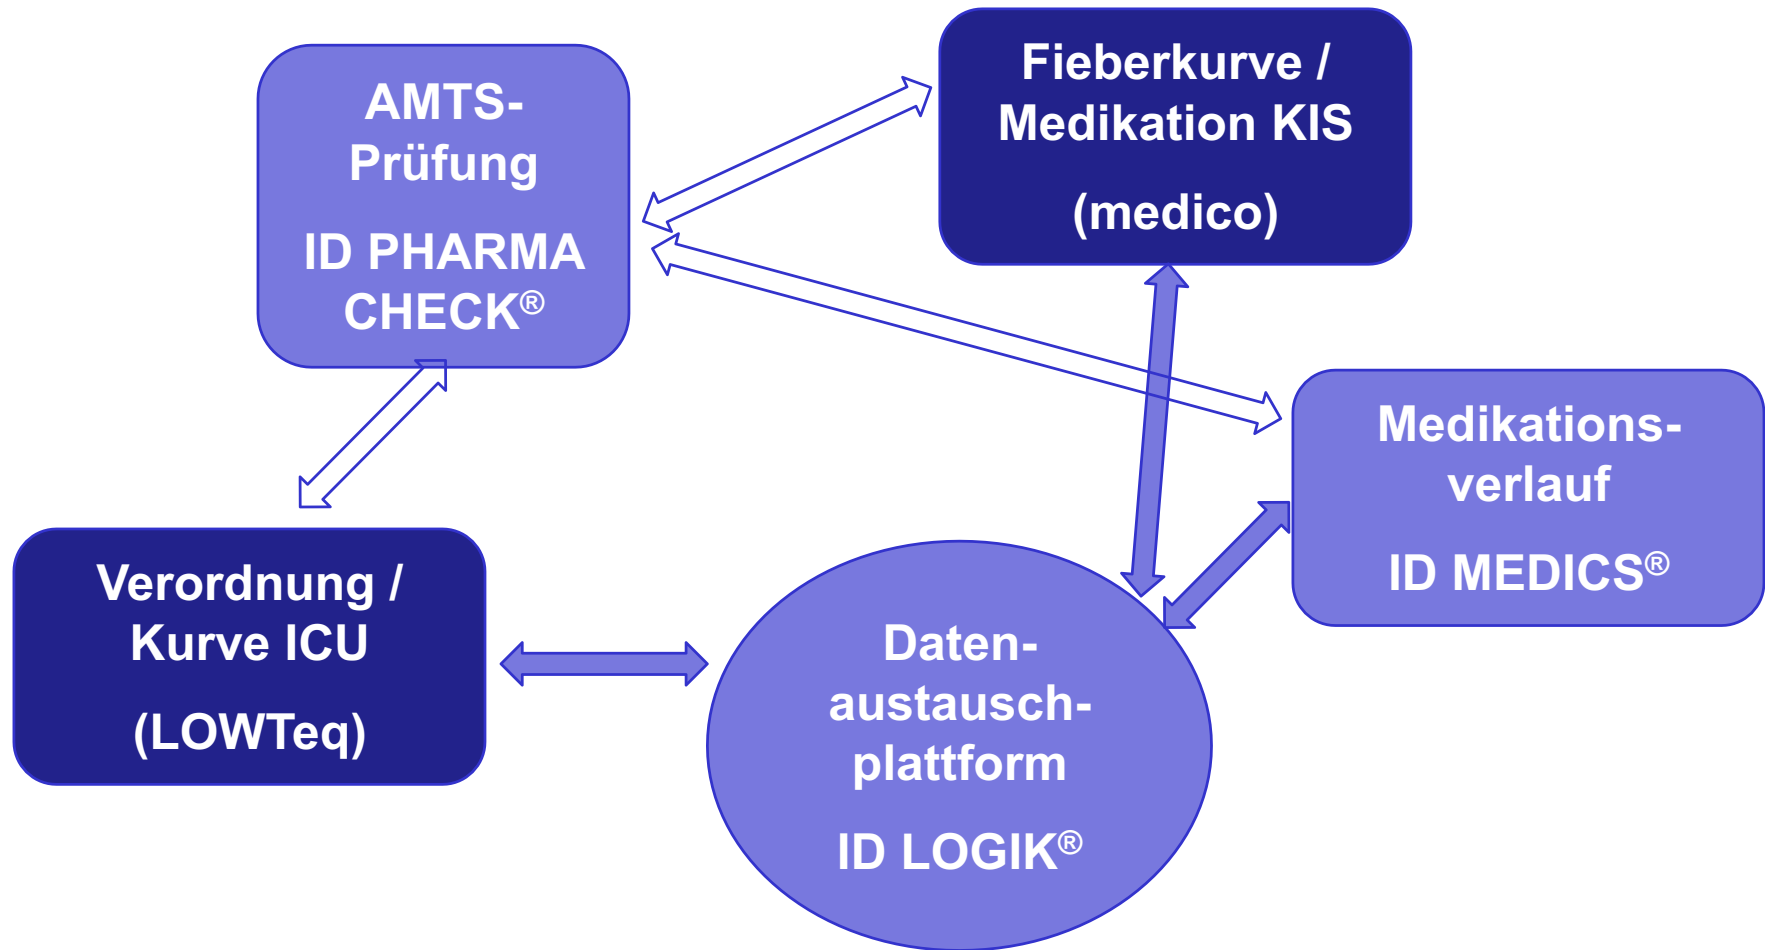 AMTS-
Prüfung
ID PHARMA
CHECK®
Fieberkurve /
Medikation KIS
(medico)
Medikations-
verlauf
ID MEDICS®
Verordnung /
Kurve ICU
(LOWTeq)
Daten-
austausch-
plattform
ID LOGIK®